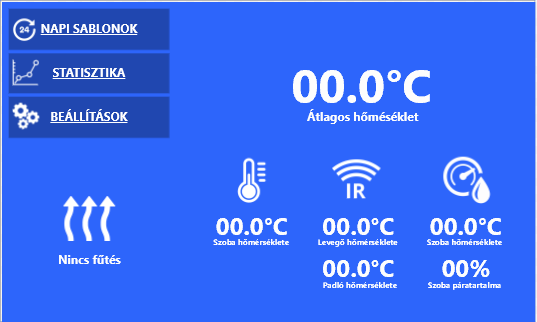 24
NAPI SABLONOK
STATISZTIKA
BEÁLLÍTÁSOK
00.0°C
Átlagos hőméséklet
Nincs fűtés
IR
00.0°C
Szoba hőmérséklete
00.0°C
Levegő hőmérséklete
00.0°C
Szoba hőmérséklete
00.0°C
Padló hőmérséklete
00%
Szoba páratartalma